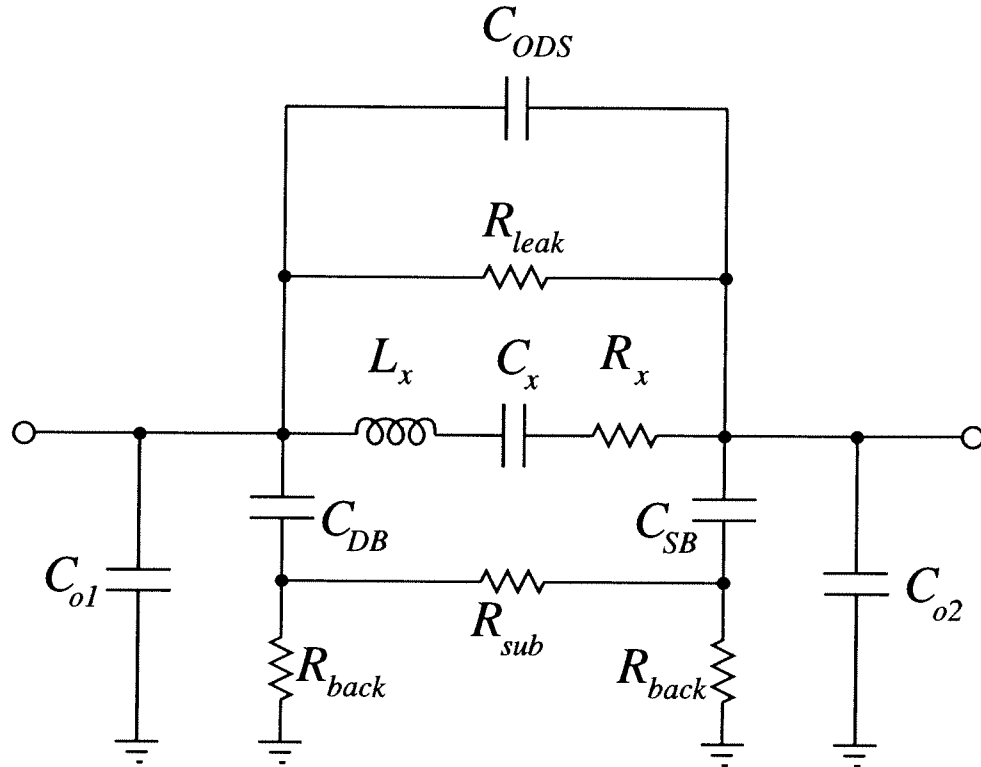 C_ODS
R_leak
L_x
C_x
R_x
C_DB
C_SB
C_o1
R_sub
C_o2
R_back
R_back